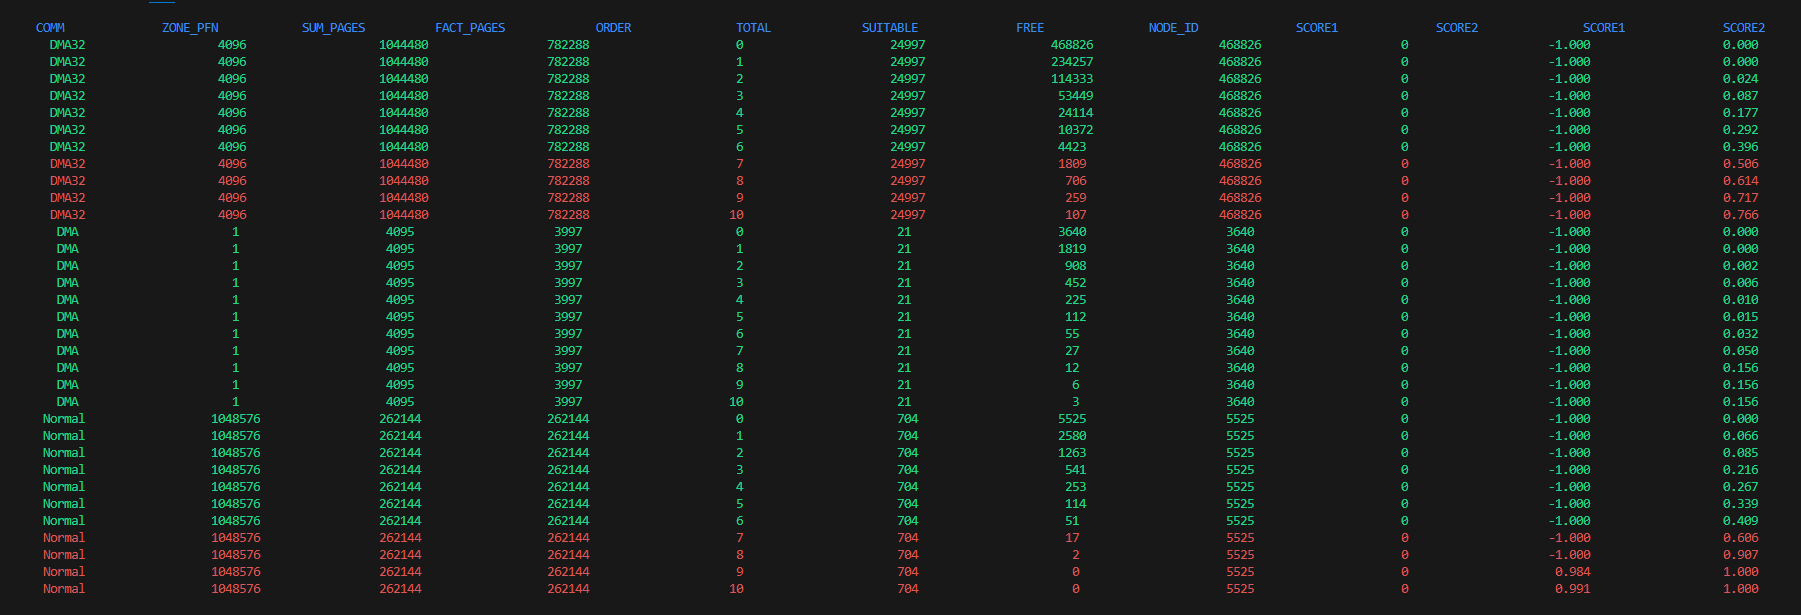 COMM ZONE_PFN SUM_PAGES FACT_PAGES ORDER TOTAL SUITABLE FREE NODE_ID SCORE1 SCORE2 SCORE1 SCORE2
DMA32 4096 1044480 782288 0 24997 468826 468826 0 -1.000 0.000
DMA32 4096 1044480 782288 1 24997 234257 468826 0 -1.000 0.000
DMA32 4096 1044480 782288 2 24997 114333 468826 0 -1.000 0.024
DMA32 4096 1044480 782288 3 24997 53449 468826 0 -1.000 0.087
DMA32 4096 1044480 782288 4 24997 24114 468826 0 -1.000 0.177
DMA32 4096 1044480 782288 5 24997 10372 468826 0 -1.000 0.292
DMA32 4096 1044480 782288 6 24997 4423 468826 0 -1.000 0.396
DMA32 4096 1044480 782288 7 24997 1809 468826 0 -1.000 0.506
DMA32 4096 1044480 782288 8 24997 706 468826 0 -1.000 0.614
DMA32 4096 1044480 782288 9 24997 259 468826 0 -1.000 0.717
DMA32 4096 1044480 782288 10 24997 107 468826 0 -1.000 0.766
DMA 1 4095 3997 0 21 3640 3640 0 -1.000 0.000
DMA 1 4095 3997 1 21 1819 3640 0 -1.000 0.000
DMA 1 4095 3997 2 21 908 3640 0 -1.000 0.002
DMA 1 4095 3997 3 21 452 3640 0 -1.000 0.006
DMA 1 4095 3997 4 21 225 3640 0 -1.000 0.010
DMA 1 4095 3997 5 21 112 3640 0 -1.000 0.015
DMA 1 4095 3997 6 21 55 3640 0 -1.000 0.032
DMA 1 4095 3997 7 21 27 3640 0 -1.000 0.050
DMA 1 4095 3997 8 21 12 3640 0 -1.000 0.156
DMA 1 4095 3997 9 21 6 3640 0 -1.000 0.156
DMA 1 4095 3997 10 21 3 3640 0 -1.000 0.156
Normal 1048576 262144 262144 0 704 5525 5525 0 -1.000 0.000
Normal 1048576 262144 262144 1 704 2580 5525 0 -1.000 0.066
Normal 1048576 262144 262144 2 704 1263 5525 0 -1.000 0.085
Normal 1048576 262144 262144 3 704 541 5525 0 -1.000 0.216
Normal 1048576 262144 262144 4 704 253 5525 0 -1.000 0.267
Normal 1048576 262144 262144 5 704 114 5525 0 -1.000 0.339
Normal 1048576 262144 262144 6 704 51 5525 0 -1.000 0.409
Normal 1048576 262144 262144 7 704 17 5525 0 -1.000 0.606
Normal 1048576 262144 262144 8 704 2 5525 0 -1.000 0.907
Normal 1048576 262144 262144 9 704 0 5525 0 0.984 1.000
Normal 1048576 262144 262144 10 704 0 5525 0 0.991 1.000